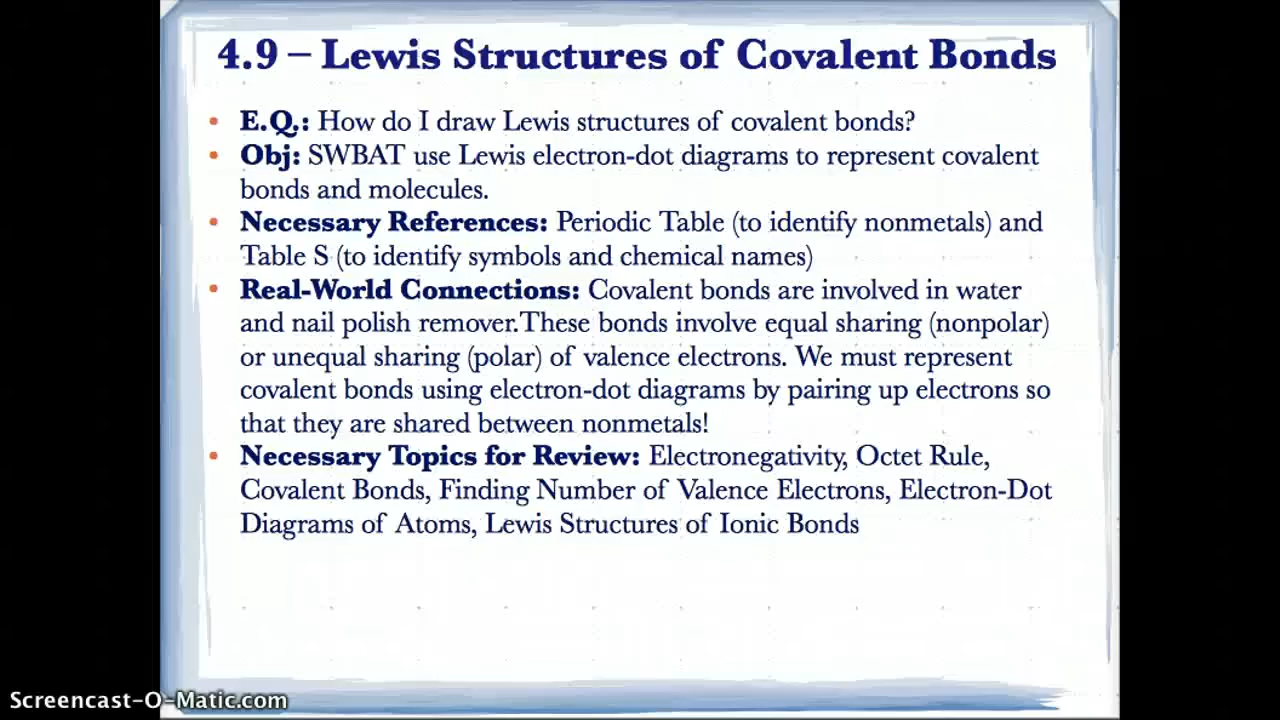 4.9 – Lewis Structures of Covalent Bonds
• E.Q.: How do I draw Lewis structures of covalent bonds?
• Obj: SWBAT use Lewis electron-dot diagrams to represent covalent
bonds and molecules.
• Necessary References: Periodic Table (to identify nonmetals) and
Table S (to identify symbols and chemical names)
• Real-World Connections: Covalent bonds are involved in water
and nail polish remover.These bonds involve equal sharing (nonpolar)
or unequal sharing (polar) of valence electrons. We must represent
covalent bonds using electron-dot diagrams by pairing up electrons so
that they are shared between nonmetals!
• Necessary Topics for Review: Electronegativity, Octet Rule,
Covalent Bonds, Finding Number of Valence Electrons, Electron-Dot
Diagrams of Atoms, Lewis Structures of Ionic Bonds
Screencast-O-Matic.com